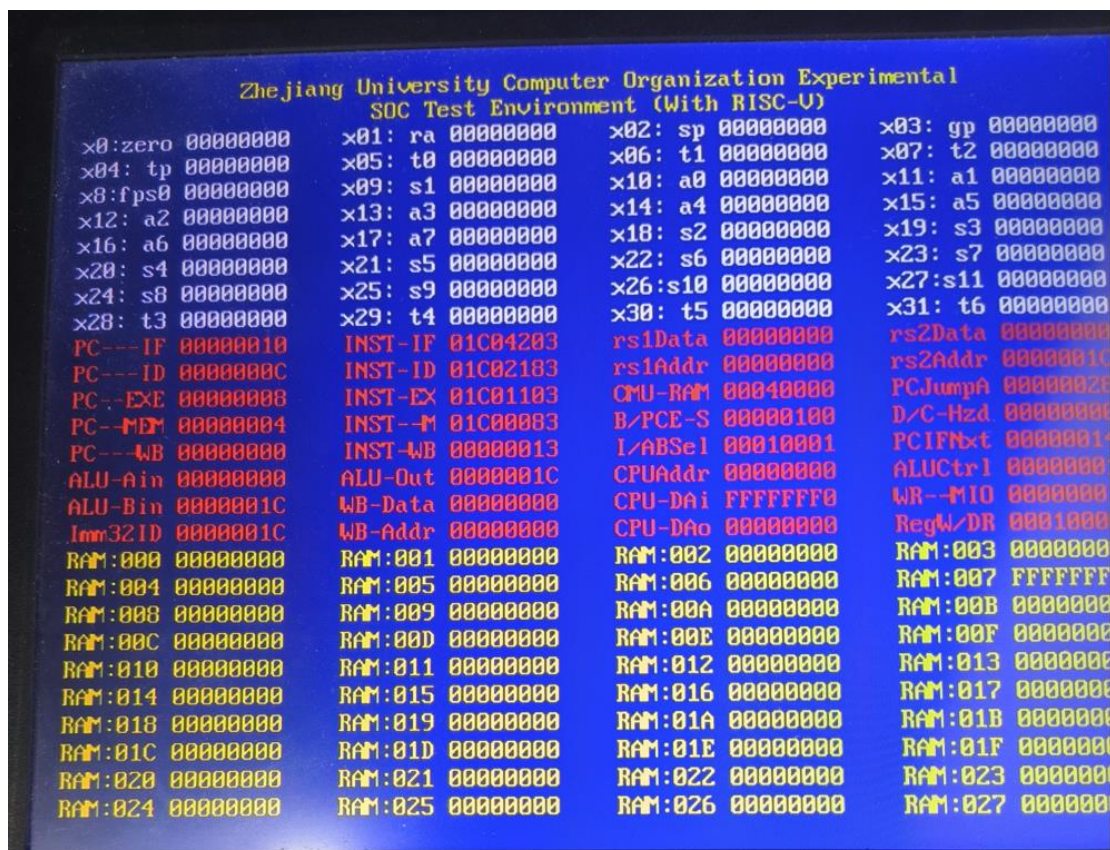 Zhejiang University Computer Organization Experimental
SOC Test Environment (With RISC-V)
x0:zero 00000000 x01: ra 00000000 x02: sp 00000000 x03: gp 00000000
x04: tp 00000000 x05: t0 00000000 x06: t1 00000000 x07: t2 00000000
x8:fps0 00000000 x09: s1 00000000 x10: a0 00000000 x11: a1 00000000
x12: a2 00000000 x13: a3 00000000 x14: a4 00000000 x15: a5 00000000
x16: a6 00000000 x17: a7 00000000 x18: s2 00000000 x19: s3 00000000
x20: s4 00000000 x21: s5 00000000 x22: s6 00000000 x23: s7 00000000
x24: s8 00000000 x25: s9 00000000 x26:s10 00000000 x27:s11 00000000
x28: t3 00000000 x29: t4 00000000 x30: t5 00000000 x31: t6 00000000
PC---IF 00000010 INST-IF 01C04203 rs1Data 00000000 rs2Data 00000000
PC---ID 0000000C INST-ID 01C02183 rs1Addr 00000000 rs2Addr 0000001C
PC--EXE 00000008 INST-EX 01C01103 CMU-RAM 00040000 PCJumpA 00000028
PC--MEM 00000004 INST--M 01C00083 B/PCE-S 00000100 D/C-Hzd
PC---WB 00000000 INST-WB 00000013 I/ABSel 00010001 PCIFNxt 00000014
ALU-Ain 00000000 ALU-Out 0000001C CPUAddr 00000000 ALUCtrl
ALU-Bin 0000001C WB-Data 00000000 CPU-DAi FFFFFFF0 WR--MIO
Imm32ID 0000001C WB-Addr 00000000 CPU-DAo 00000000 RegW/DR
RAM:000 00000000 RAM:001 00000000 RAM:002 00000000 RAM:003
RAM:004 00000000 RAM:005 00000000 RAM:006 00000000 RAM:007
RAM:008 00000000 RAM:009 00000000 RAM:00A 00000000 RAM:00B
RAM:00C 00000000 RAM:00D 00000000 RAM:00E 00000000 RAM:00F
RAM:010 00000000 RAM:011 00000000 RAM:012 00000000 RAM:013
RAM:014 00000000 RAM:015 00000000 RAM:016 00000000 RAM:017
RAM:018 00000000 RAM:019 00000000 RAM:01A 00000000 RAM:01B
RAM:01C 00000000 RAM:01D 00000000 RAM:01E 00000000 RAM:01F
RAM:020 00000000 RAM:021 00000000 RAM:022 00000000 RAM:023
RAM:024 00000000 RAM:025 00000000 RAM:026 00000000 RAM:027